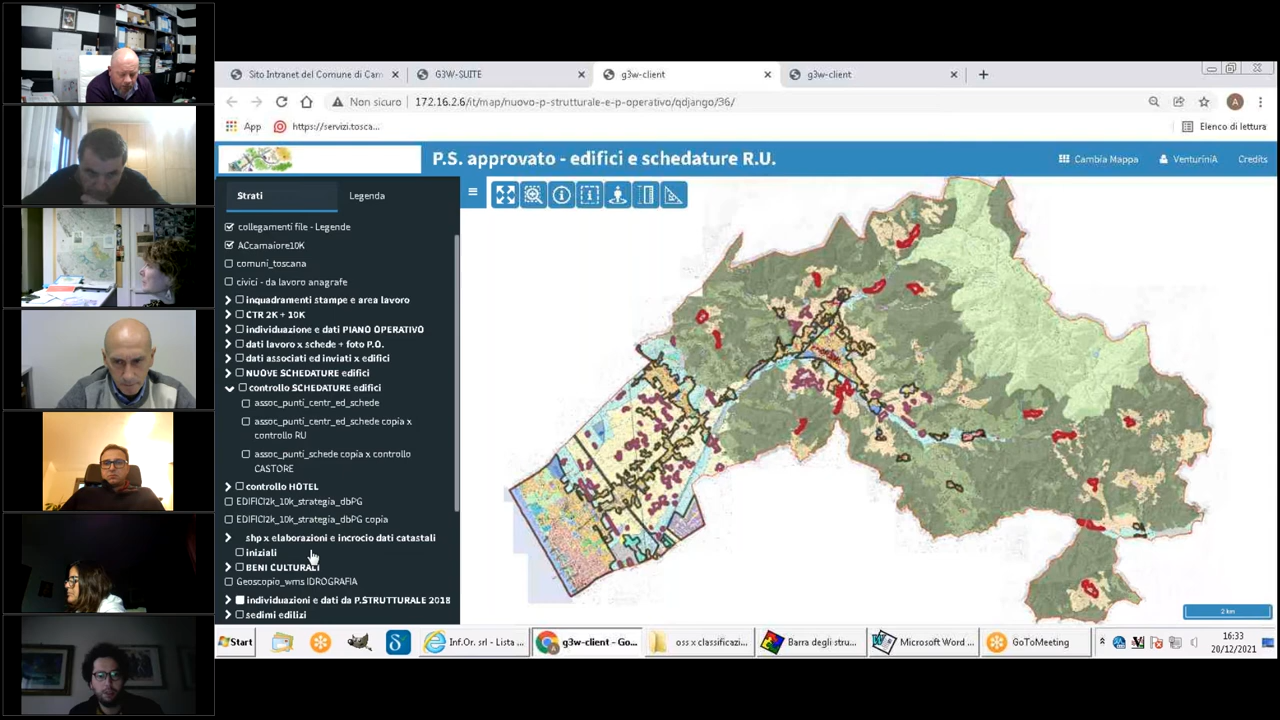 Sito Intranet del Comune di Cam
G3W-SUITE
g3w-client
g3w-client
Non sicuro
172.16.2.6/it/map/nuovo-p-strutturale-e-p-operativo/qdjango/36/
A
App
https://servizi.tosca...
Elenco di lettura
P.S. approvato - edifici e schedature R.U.
Cambia Mappa
VenturiniA
Credits
Strati
Legenda
collegamenti file - Legende
ACcamaiore10K
comuni_toscana
civici - da lavoro anagrafe
inquadramenti stampe e area lavoro
CTR 2K + 10K
individuazione e dati PIANO OPERATIVO
dati lavoro x schede + foto P.O.
dati associati ed inviati x edifici
NUOVE SCHEDATURE edifici
controllo SCHEDATURE edifici
assoc_punti_centr_ed_schede
assoc_punti_centr_ed_schede copia x
controllo RU
assoc_punti_schede copia x controllo
CASTORE
controllo HOTEL
EDIFICI2k_10k_strategia_dbPG
EDIFICI2k_10k_strategia_dbPG copia
shp x elaborazioni e incrocio dati catastali
iniziali
BENI CULTURALI
Geoscopio_wms IDROGRAFIA
individuazioni e dati da P.STRUTTURALE 2018
sedimi edilizi
2 km
Start
Inf.Or. srl - Lista ...
g3w-client - Go...
oss x classificazi...
Barra degli stru...
Microsoft Word ...
GoToMeeting
16:33
20/12/2021